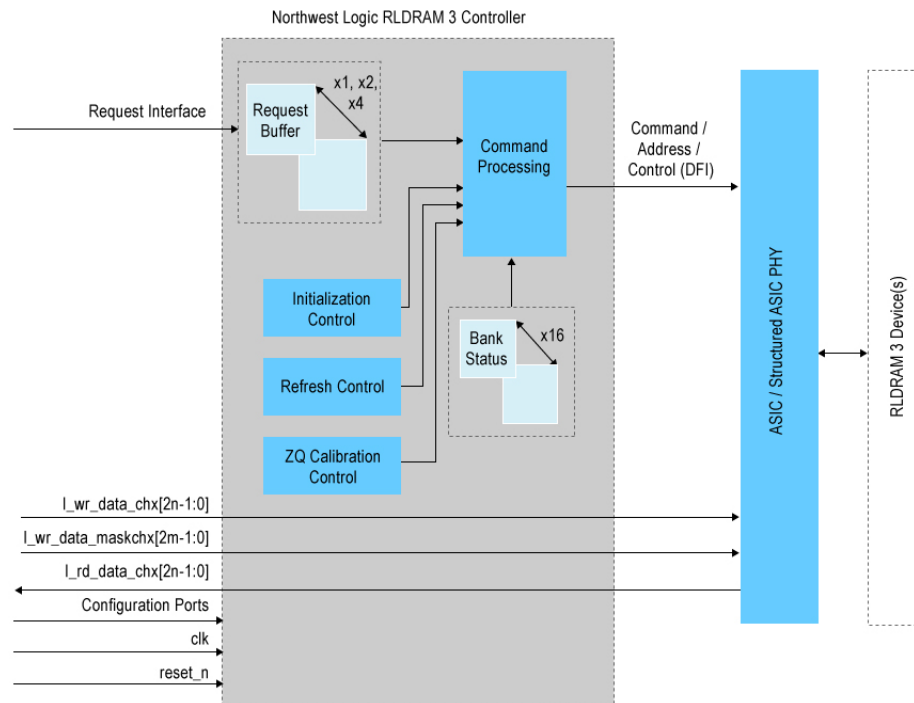 Northwest Logic RLDRAM 3 Controller
Request Interface
Request
Buffer
x1, x2,
x4
Command
Processing
Command /
Address /
Control (DFI)
Initialization
Control
Refresh Control
ZQ Calibration
Control
Bank
Status
x16
ASIC / Structured ASIC PHY
RLDRAM 3 Device(s)
l_wr_data_chx[2n-1:0]
l_wr_data_maskchx[2m-1:0]
l_rd_data_chx[2n-1:0]
Configuration Ports
clk
reset_n